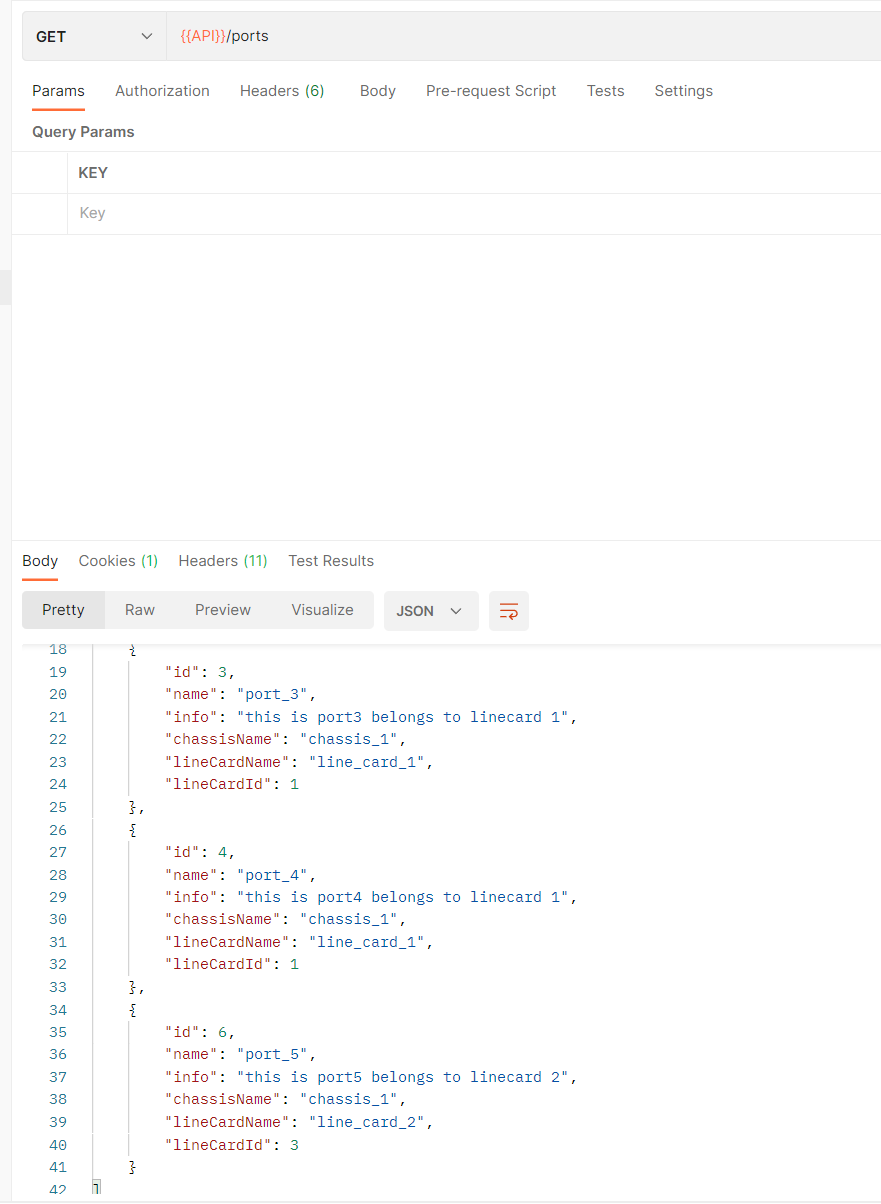 GET {{API}}/ports
Params Authorization Headers (6) Body Pre-request Script Tests Settings
Query Params
KEY
Key
Body Cookies (1) Headers (11) Test Results
Pretty Raw Preview Visualize JSON
18 {
19 "id": 3,
20 "name": "port_3",
21 "info": "this is port3 belongs to linecard 1",
22 "chassisName": "chassis_1",
23 "lineCardName": "line_card_1",
24 "lineCardId": 1
25 },
26 {
27 "id": 4,
28 "name": "port_4",
29 "info": "this is port4 belongs to linecard 1",
30 "chassisName": "chassis_1",
31 "lineCardName": "line_card_1",
32 "lineCardId": 1
33 },
34 {
35 "id": 6,
36 "name": "port_5",
37 "info": "this is port5 belongs to linecard 2",
38 "chassisName": "chassis_1",
39 "lineCardName": "line_card_2",
40 "lineCardId": 3
41 }
42 ]